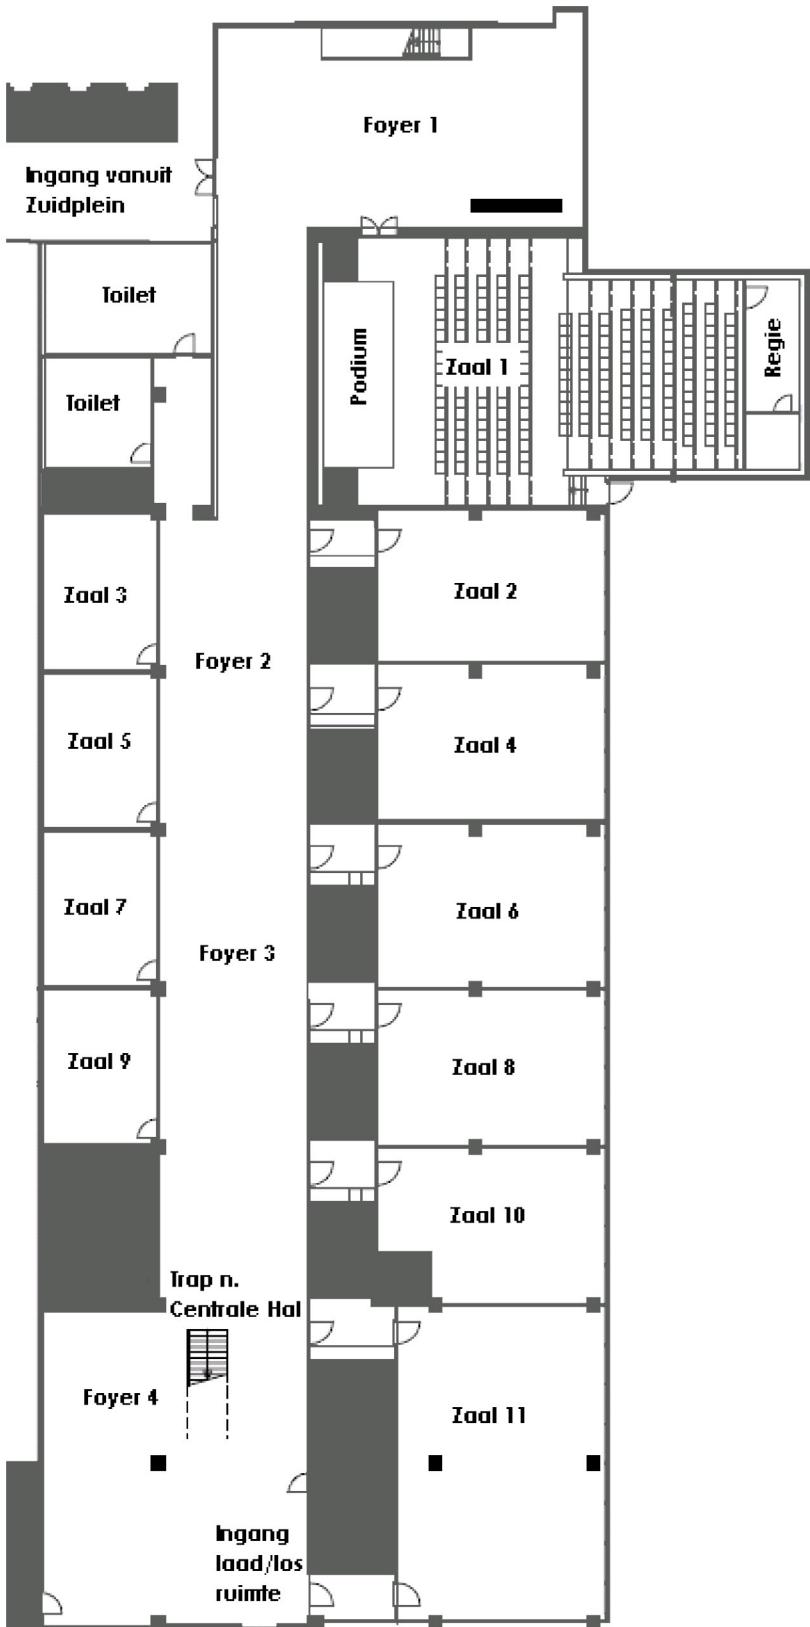 Foyer 1
Ingang vanuit
Zuidplein
Toilet
Podium
Zaal 1
Regie
Toilet
Zaal 3
Zaal 2
Foyer 2
Zaal 5
Zaal 4
Zaal 7
Zaal 6
Foyer 3
Zaal 9
Zaal 8
Zaal 10
Trap n.
Centrale Hal
Foyer 4
Zaal 11
Ingang
laad/los
ruimte